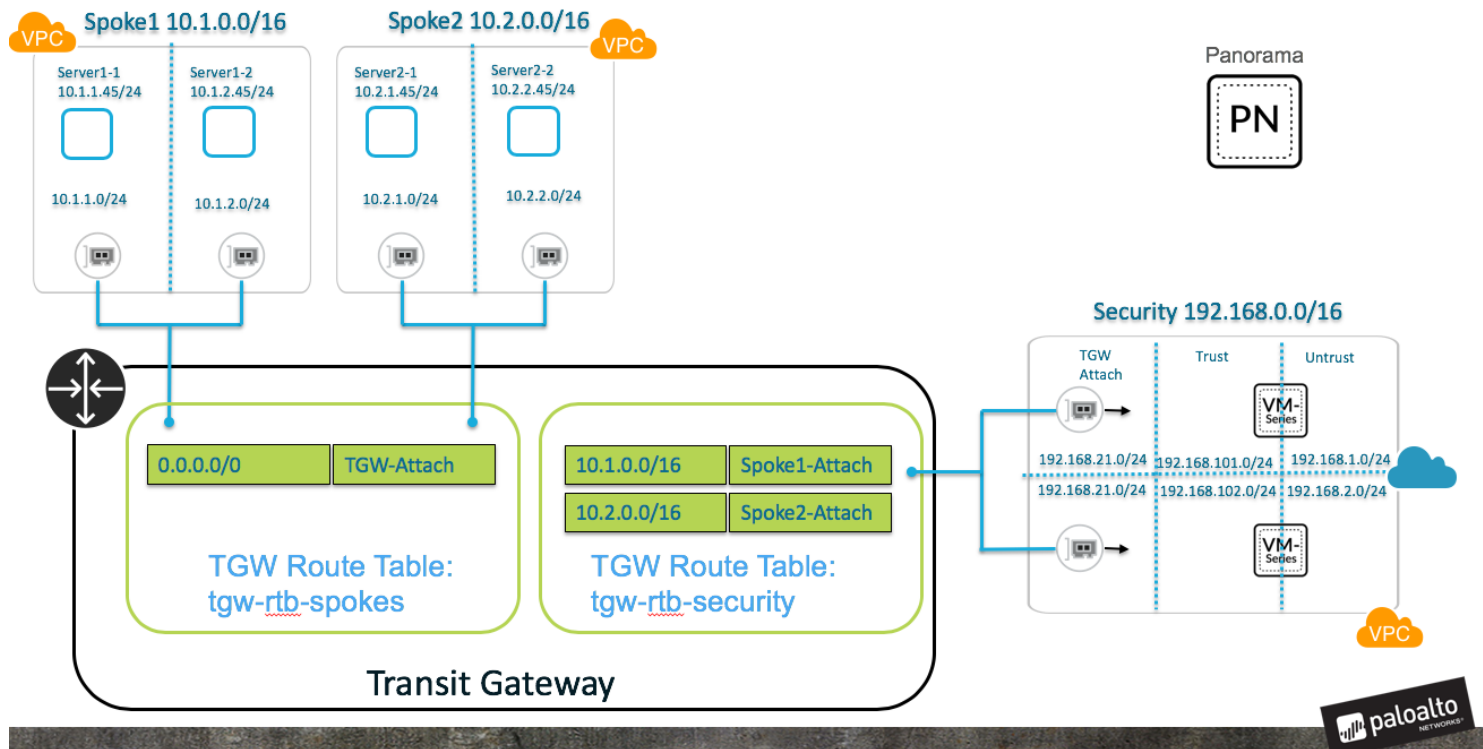 Spoke1 10.1.0.0/16
VPC
Server1-1
10.1.1.45/24
Server1-2
10.1.2.45/24
10.1.1.0/24
10.1.2.0/24
Spoke2 10.2.0.0/16
VPC
Server2-1
10.2.1.45/24
Server2-2
10.2.2.45/24
10.2.1.0/24
10.2.2.0/24
Panorama
PN
0.0.0.0/0
TGW-Attach
TGW Route Table:
tgw-rtb-spokes
10.1.0.0/16
Spoke1-Attach
10.2.0.0/16
Spoke2-Attach
TGW Route Table:
tgw-rtb-security
Transit Gateway
Security 192.168.0.0/16
TGW
Attach
Trust
Untrust
VM-
Series
192.168.21.0/24
192.168.101.0/24
192.168.1.0/24
192.168.21.0/24
192.168.102.0/24
192.168.2.0/24
VM-
Series
VPC
paloalto
NETWORKS®